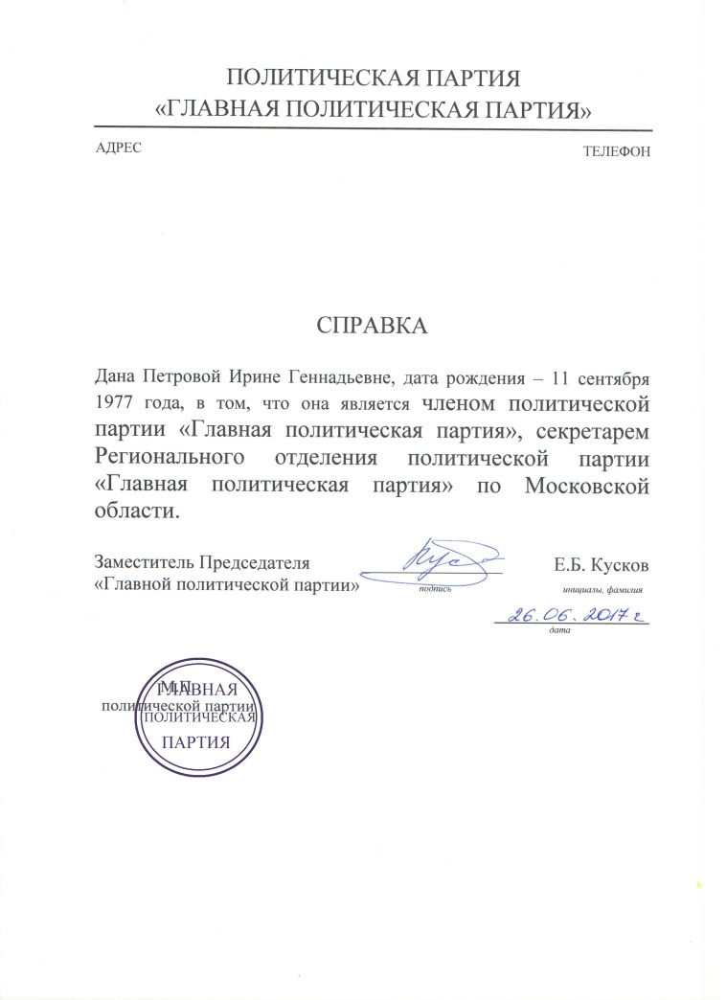 ПОЛИТИЧЕСКАЯ ПАРТИЯ
«ГЛАВНАЯ ПОЛИТИЧЕСКАЯ ПАРТИЯ»
АДРЕС ТЕЛЕФОН
СПРАВКА
Дана Петровой Ирине Геннадьевне, дата рождения – 11 сентября
1977 года, в том, что она является членом политической
партии «Главная политическая партия», секретарем
Регионального отделения политической партии
«Главная политическая партия» по Московской
области.
Заместитель Председателя Кус Е.Б. Кусков
«Главной политической партии» подпись инициалы, фамилия
26.06.2017 г
дата
М.П.
политической партии
ГЛАВНАЯ
ПОЛИТИЧЕСКАЯ
ПАРТИЯ